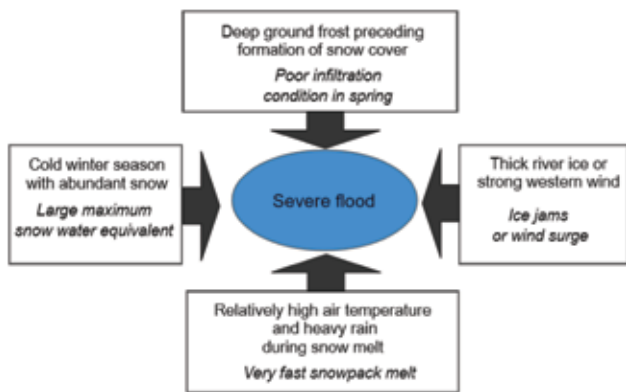 Deep ground frost preceding
formation of snow cover
Poor infiltration
condition in spring
Cold winter season
with abundant snow
Large maximum
snow water equivalent
Severe flood
Thick river ice or
strong western wind
Ice jams
or wind surge
Relatively high air temperature
and heavy rain
during snow melt
Very fast snowpack melt